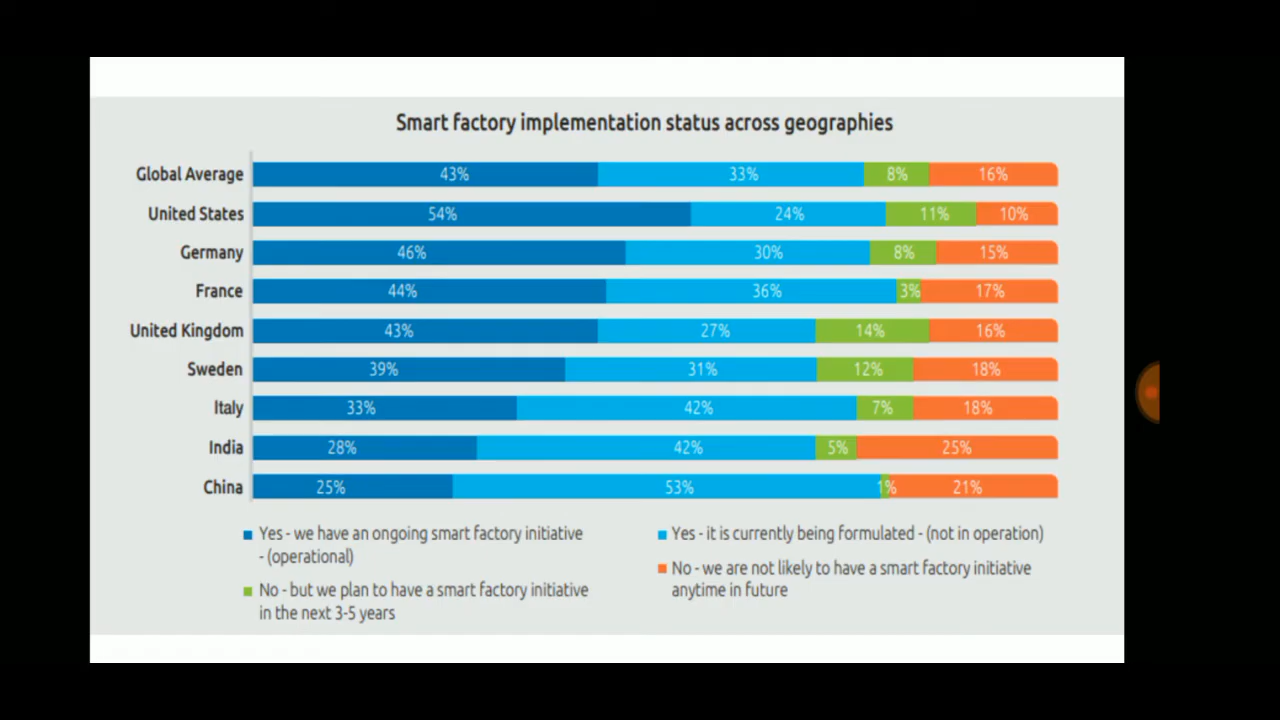 Smart factory implementation status across geographies
Global Average 43% 33% 8% 16%
United States 54% 24% 11% 10%
Germany 46% 30% 8% 15%
France 44% 36% 3% 17%
United Kingdom 43% 27% 14% 16%
Sweden 39% 31% 12% 18%
Italy 33% 42% 7% 18%
India 28% 42% 5% 25%
China 25% 53% 1% 21%
Yes - we have an ongoing smart factory initiative
- (operational)
Yes - it is currently being formulated - (not in operation)
No - but we plan to have a smart factory initiative
in the next 3-5 years
No - we are not likely to have a smart factory initiative
anytime in future